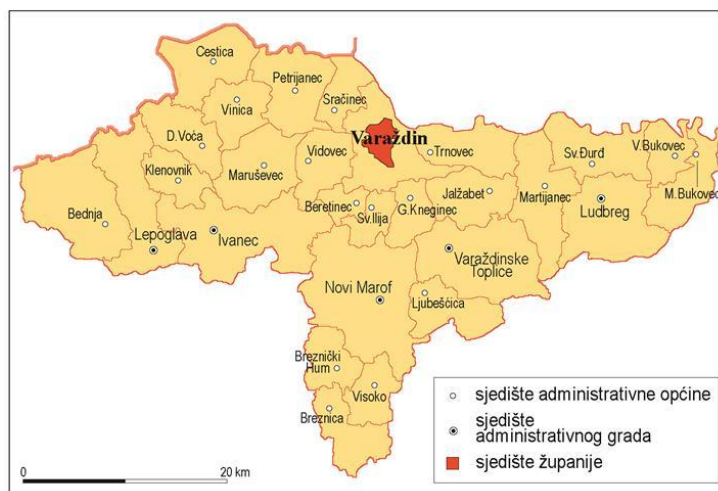 Cestica
Petrijanec
Vinica
Sračinec
Varaždin
D.Voća
Vidovec
Trnovec
Sv.Đurđ
V.Bukovec
Klenovnik
Maruševec
M.Bukovec
Jalžabet
Martijanec
Beretinec
Sv.Ilija
G.Kneginec
Ludbreg
Bednja
Lepoglava
Ivanec
Varaždinske
Toplice
Novi Marof
Ljubešćica
Breznički
Hum
Visoko
Breznica
sjedište administrativne općine
sjedište
administrativnog grada
sjedište županije
0 20 km